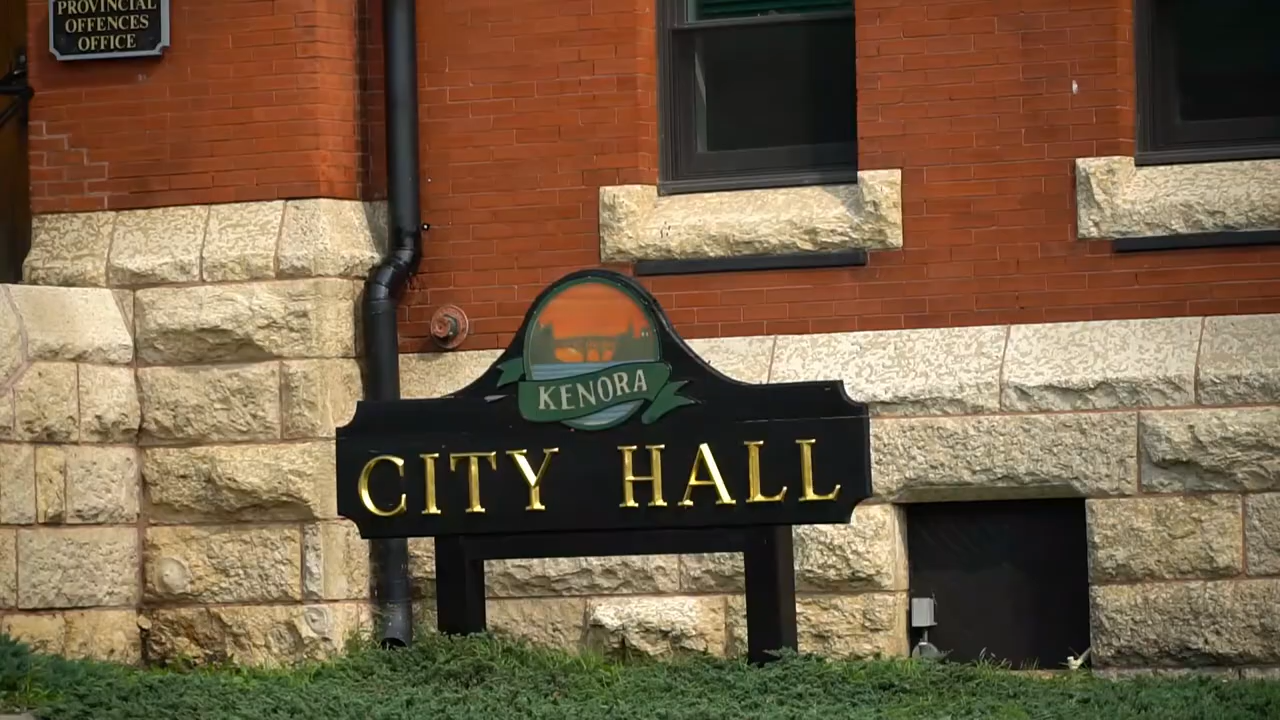 PROVINCIAL
OFFENCES
OFFICE
KENORA
CITY HALL